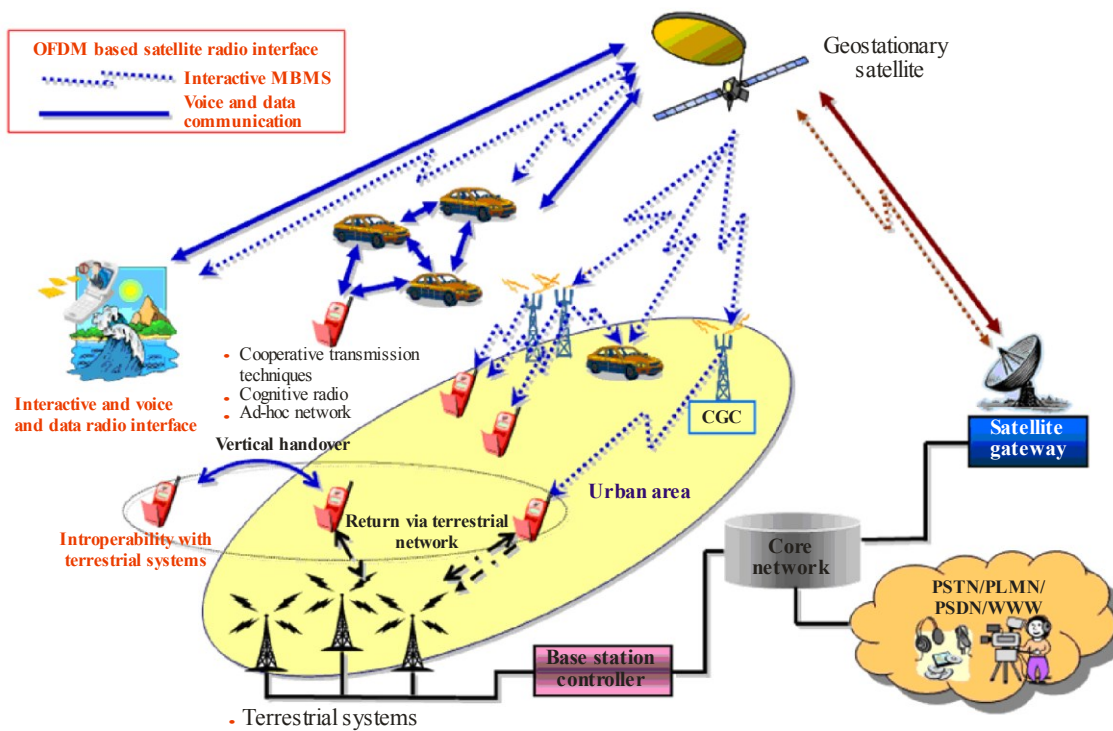 OFDM based satellite radio interface
Interactive MBMS
Voice and data
communication
Geostationary
satellite
• Cooperative transmission
techniques
• Cognitive radio
• Ad-hoc network
Interactive and voice
and data radio interface
CGC
Satellite
gateway
Vertical handover
Urban area
Introperability with
terrestrial systems
Return via terrestrial
network
Core
network
PSTN/PLMN/
PSDN/WWW
Base station
controller
• Terrestrial systems